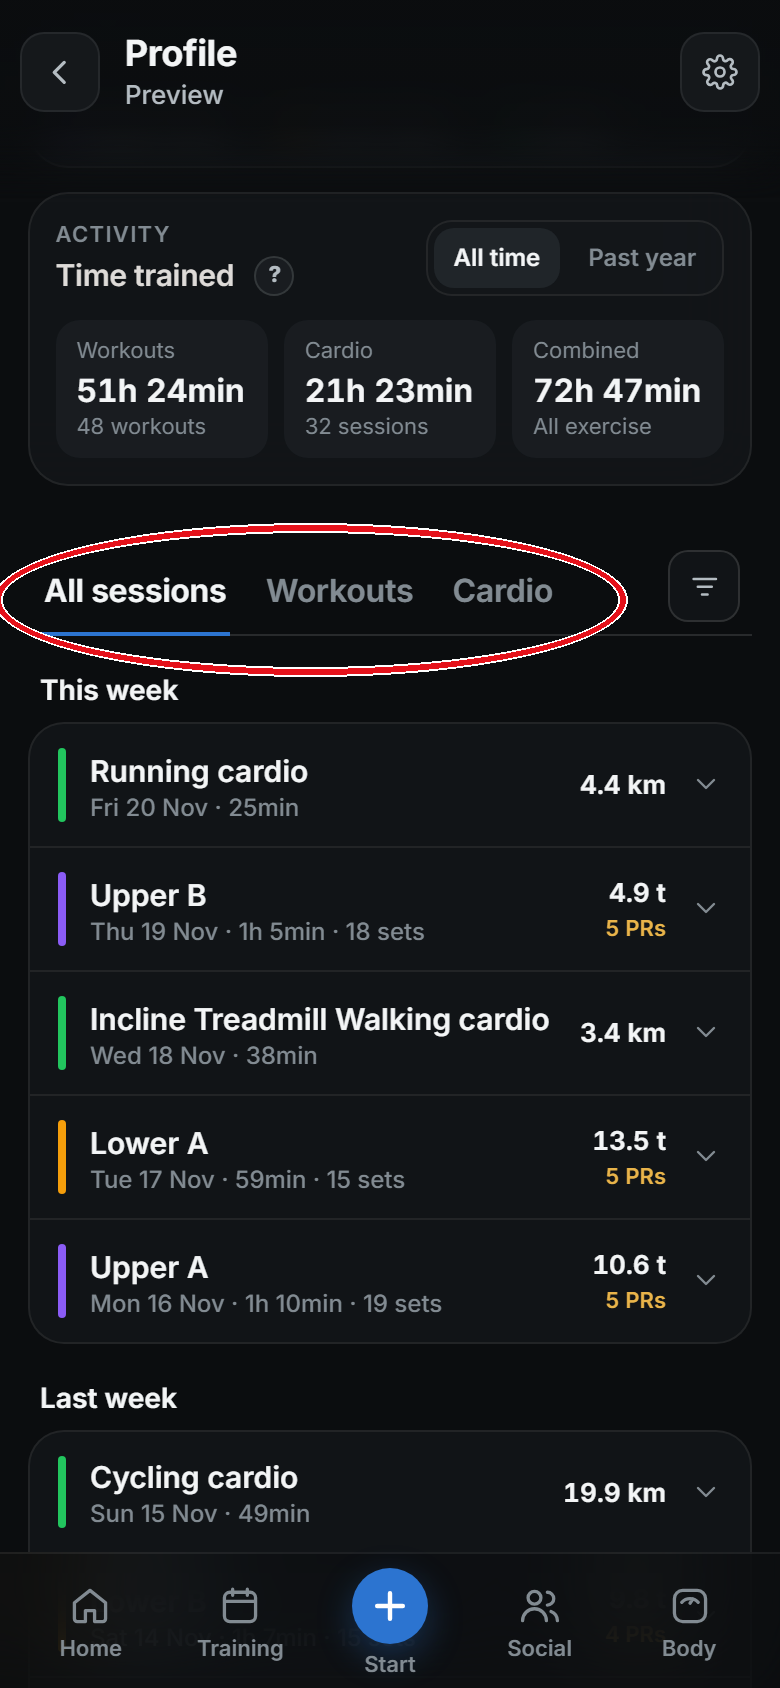 Profile
Preview
ACTIVITY
Time trained ?
All time Past year
Workouts Cardio Combined
51h 24min 21h 23min 72h 47min
48 workouts 32 sessions All exercise
All sessions Workouts Cardio
This week
Running cardio
Fri 20 Nov · 25min
4.4 km
Upper B
Thu 19 Nov · 1h 5min · 18 sets
4.9 t
5 PRs
Incline Treadmill Walking cardio
Wed 18 Nov · 38min
3.4 km
Lower A
Tue 17 Nov · 59min · 15 sets
13.5 t
5 PRs
Upper A
Mon 16 Nov · 1h 10min · 19 sets
10.6 t
5 PRs
Last week
Cycling cardio
Sun 15 Nov · 49min
19.9 km
Home Training Start Social Body